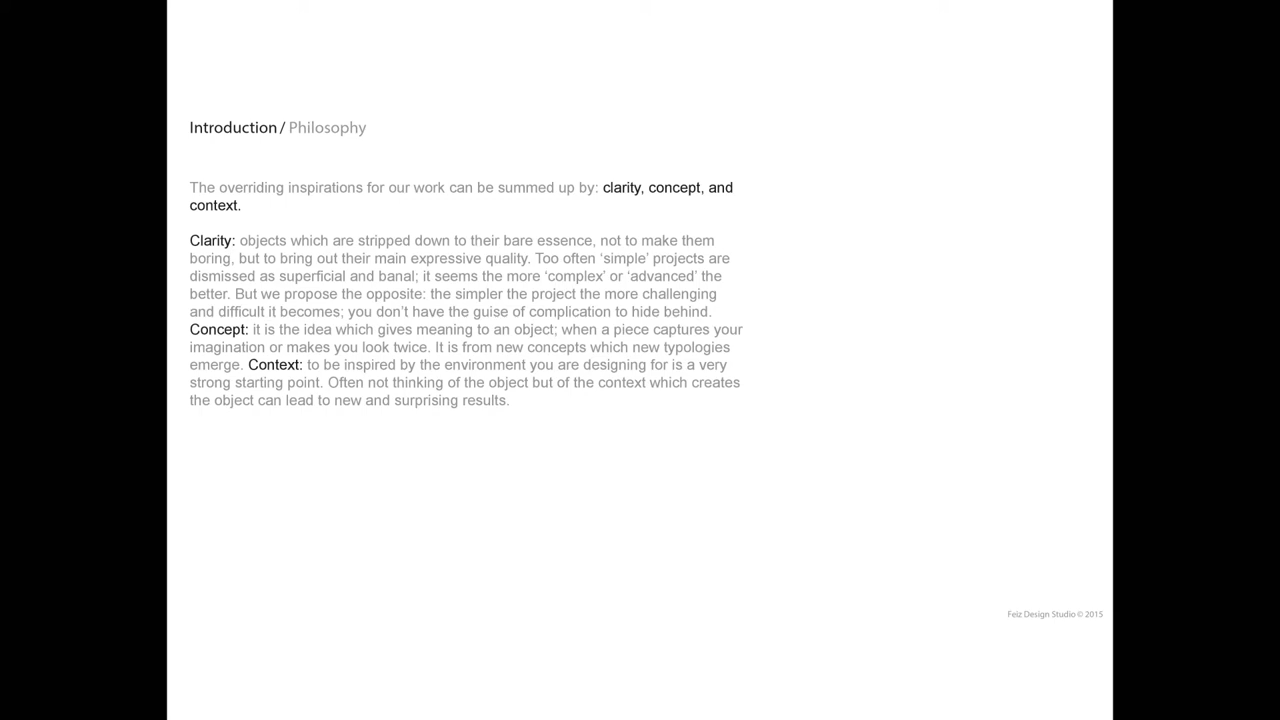 Introduction / Philosophy
The overriding inspirations for our work can be summed up by: clarity, concept, and
context.
Clarity: objects which are stripped down to their bare essence, not to make them
boring, but to bring out their main expressive quality. Too often ‘simple’ projects are
dismissed as superficial and banal; it seems the more ‘complex’ or ‘advanced’ the
better. But we propose the opposite: the simpler the project the more challenging
and difficult it becomes; you don’t have the guise of complication to hide behind.
Concept: it is the idea which gives meaning to an object; when a piece captures your
imagination or makes you look twice. It is from new concepts which new typologies
emerge. Context: to be inspired by the environment you are designing for is a very
strong starting point. Often not thinking of the object but of the context which creates
the object can lead to new and surprising results.
Feiz Design Studio © 2015